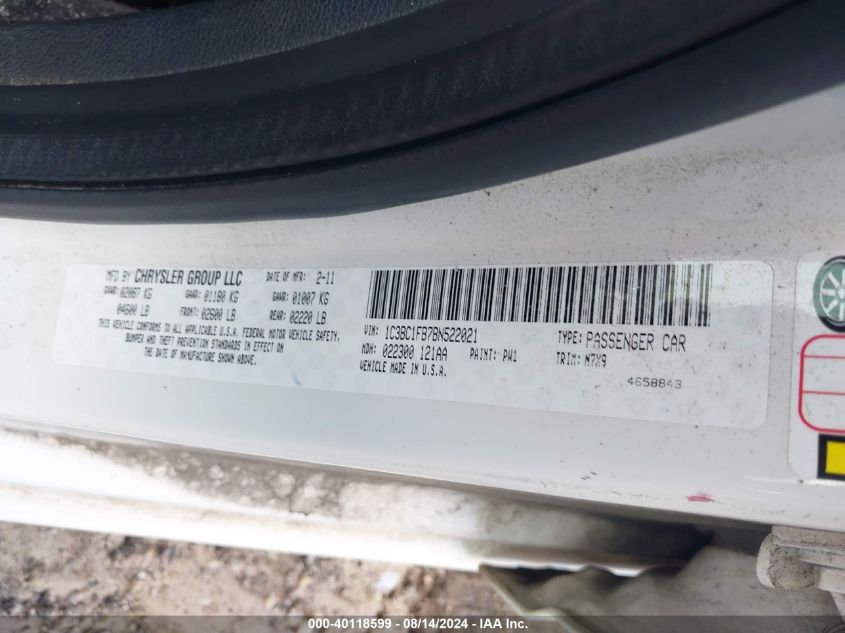 MFD BY CHRYSLER GROUP LLC DATE OF MFR: 2-11
GVWR: 02087 KG GAWR: 01180 KG GAWR: 01007 KG
04600 LB FRONT: 02600 LB REAR: 02220 LB
THIS VEHICLE CONFORMS TO ALL APPLICABLE U.S.A. FEDERAL MOTOR VEHICLE SAFETY,
BUMPER AND THEFT PREVENTION STANDARDS IN EFFECT ON
THE DATE OF MANUFACTURE SHOWN ABOVE.
VIN: 1C3BC1FB7BN522021 TYPE: PASSENGER CAR
MDH: 022300 121AA PAINT: PW1 TRIM: N7X9
VEHICLE MADE IN U.S.A. 4658843
000-40118599 - 08/14/2024 - IAA Inc.